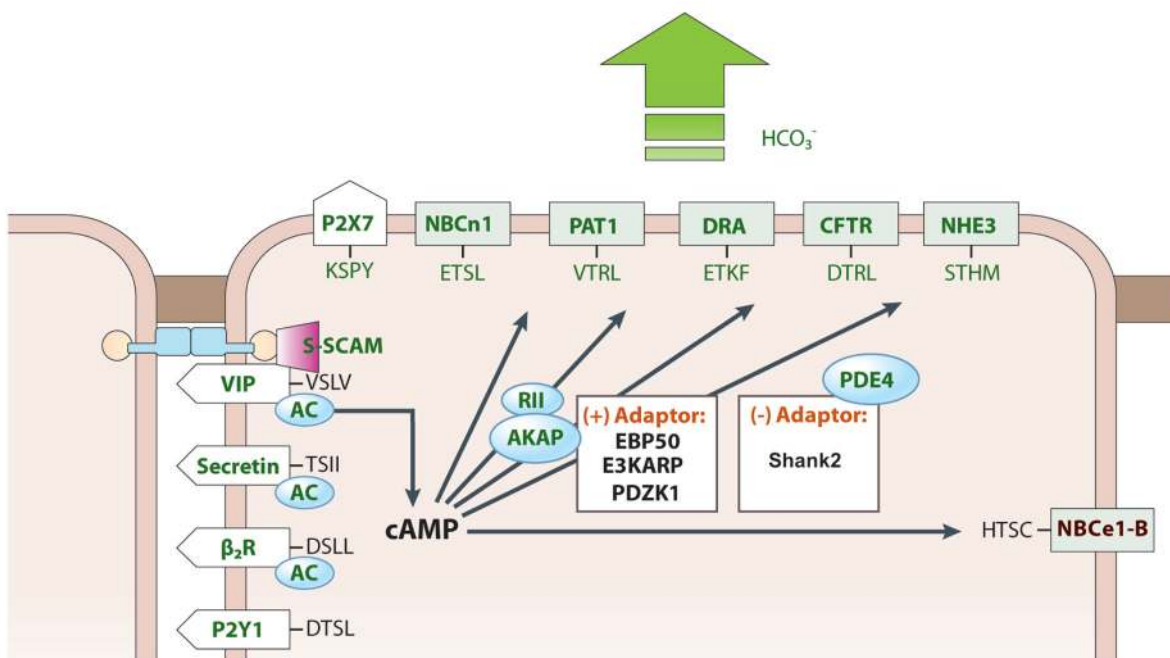 HCO₃⁻
P2X7
NBCn1
PAT1
DRA
CFTR
NHE3
KSPY
ETSL
VTRL
ETKF
DTRL
STHM
S-SCAM
VIP
VSLV
AC
RII
AKAP
(+) Adaptor:
EBP50
E3KARP
PDZK1
(-) Adaptor:
Shank2
PDE4
Secretin
TSII
AC
cAMP
β₂R
DSLL
AC
HTSC
NBCe1-B
P2Y1
DTSL